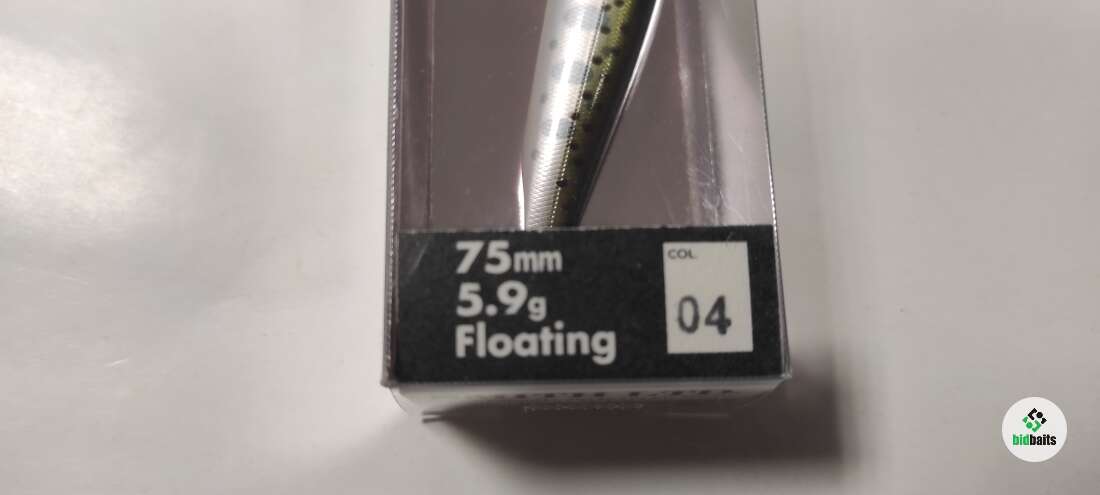 75mm
5.9g
Floating
COL.
04
bidbaits